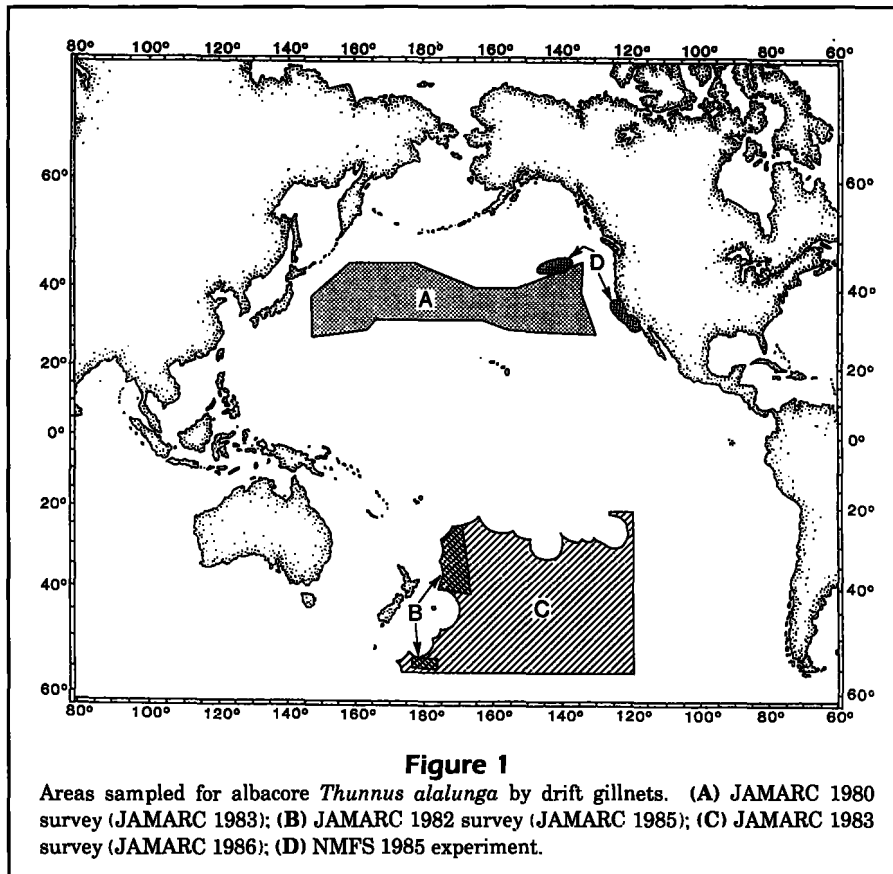 80° 100° 120° 140° 160° 180° 160° 140° 120° 100° 80° 60°
60° 60°
40° 40°
20° 20°
0° 0°
20° 20°
40° 40°
60° 60°
A
D
B
C
80° 100° 120° 140° 160° 180° 160° 140° 120° 100° 80° 60°
Figure 1
Areas sampled for albacore Thunnus alalunga by drift gillnets. (A) JAMARC 1980
survey (JAMARC 1983); (B) JAMARC 1982 survey (JAMARC 1985); (C) JAMARC 1983
survey (JAMARC 1986); (D) NMFS 1985 experiment.